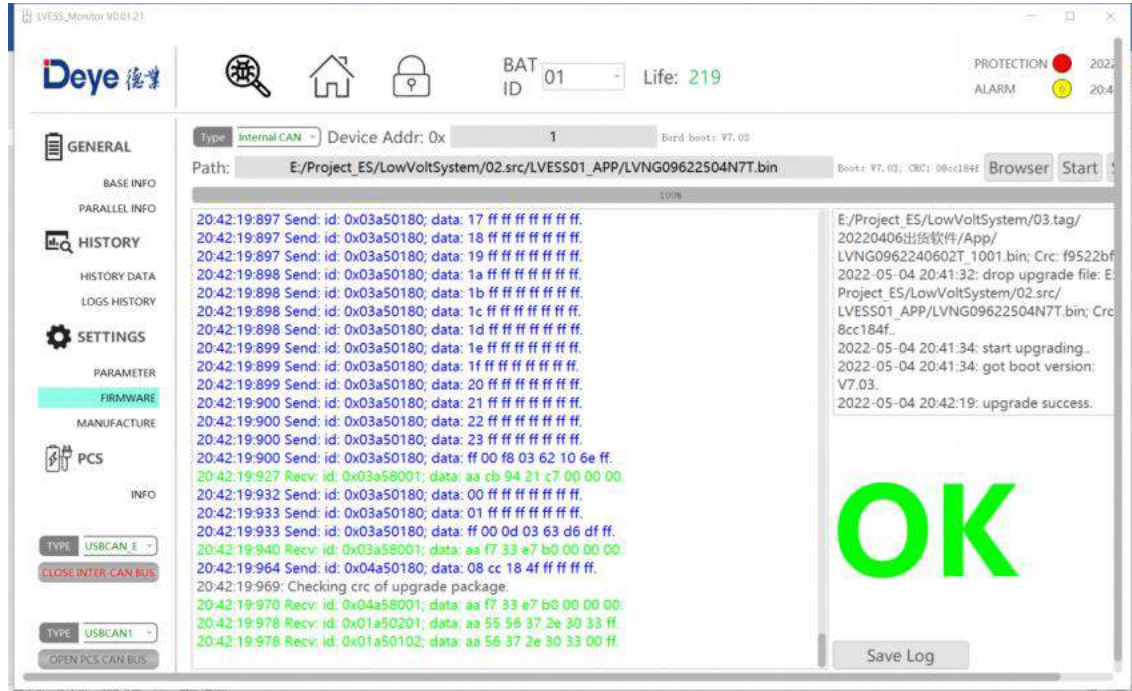 LVESS_Monitor V0.01.21
Deye 德業
BAT ID 01
Life: 219
PROTECTION
2022
ALARM
0
20:4
GENERAL
BASE INFO
PARALLEL INFO
HISTORY
HISTORY DATA
LOGS HISTORY
SETTINGS
PARAMETER
FIRMWARE
MANUFACTURE
PCS
INFO
TYPE USBCAN_E
CLOSE INTER-CAN BUS
TYPE USBCAN1
OPEN PCS CAN BUS
Type Internal CAN Device Addr: 0x 1 Bord boot: V7.03
Path: E:/Project_ES/LowVoltSystem/02.src/LVESS01_APP/LVNG09622504N7T.bin Boot: V7.03, CRC: 08cc184f Browser Start
100%
20:42:19:897 Send: id: 0x03a50180; data: 17 ff ff ff ff ff ff ff.
20:42:19:897 Send: id: 0x03a50180; data: 18 ff ff ff ff ff ff ff.
20:42:19:897 Send: id: 0x03a50180; data: 19 ff ff ff ff ff ff ff.
20:42:19:898 Send: id: 0x03a50180; data: 1a ff ff ff ff ff ff ff.
20:42:19:898 Send: id: 0x03a50180; data: 1b ff ff ff ff ff ff ff.
20:42:19:898 Send: id: 0x03a50180; data: 1c ff ff ff ff ff ff ff.
20:42:19:898 Send: id: 0x03a50180; data: 1d ff ff ff ff ff ff ff.
20:42:19:899 Send: id: 0x03a50180; data: 1e ff ff ff ff ff ff ff.
20:42:19:899 Send: id: 0x03a50180; data: 1f ff ff ff ff ff ff ff.
20:42:19:899 Send: id: 0x03a50180; data: 20 ff ff ff ff ff ff ff.
20:42:19:900 Send: id: 0x03a50180; data: 21 ff ff ff ff ff ff ff.
20:42:19:900 Send: id: 0x03a50180; data: 22 ff ff ff ff ff ff ff.
20:42:19:900 Send: id: 0x03a50180; data: 23 ff ff ff ff ff ff ff.
20:42:19:900 Send: id: 0x03a50180; data: ff 00 f8 03 62 10 6e ff.
20:42:19:927 Recv: id: 0x03a58001; data: aa cb 94 21 c7 00 00 00.
20:42:19:932 Send: id: 0x03a50180; data: 00 ff ff ff ff ff ff ff.
20:42:19:933 Send: id: 0x03a50180; data: 01 ff ff ff ff ff ff ff.
20:42:19:933 Send: id: 0x03a50180; data: ff 00 0d 03 63 d6 df ff.
20:42:19:940 Recv: id: 0x03a58001; data: aa f7 33 e7 b0 00 00 00.
20:42:19:964 Send: id: 0x04a50180; data: 08 cc 18 4f ff ff ff ff.
20:42:19:969: Checking crc of upgrade package.
20:42:19:970 Recv: id: 0x04a58001; data: aa f7 33 e7 b0 00 00 00.
20:42:19:978 Recv: id: 0x01a50201; data: aa 55 56 37 2e 30 33 ff.
20:42:19:978 Recv: id: 0x01a50102; data: aa 56 37 2e 30 33 00 ff.
E:/Project_ES/LowVoltSystem/03.tag/
20220406出货软件/App/
LVNG0962240602T_1001.bin; Crc: f9522bf
2022-05-04 20:41:32: drop upgrade file: E:
Project_ES/LowVoltSystem/02.src/
LVESS01_APP/LVNG09622504N7T.bin; Crc
8cc184f..
2022-05-04 20:41:34: start upgrading..
2022-05-04 20:41:34: got boot version:
V7.03.
2022-05-04 20:42:19: upgrade success.
OK
Save Log